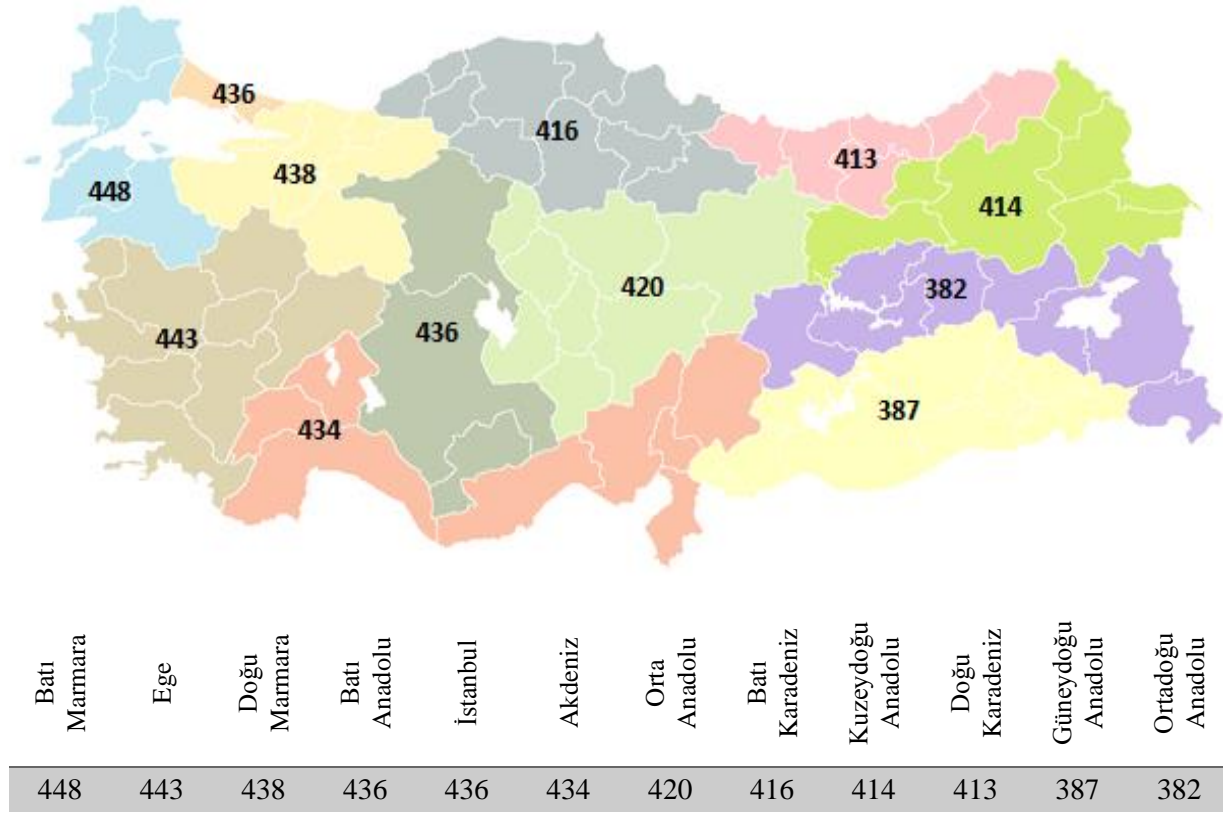 436
416
413
448
438
414
420
382
443
436
387
434
Batı
Marmara
Ege
Doğu
Marmara
Batı
Anadolu
İstanbul
Akdeniz
Orta
Anadolu
Batı
Karadeniz
Kuzeydoğu
Anadolu
Doğu
Karadeniz
Güneydoğu
Anadolu
Ortadoğu
Anadolu
448 443 438 436 436 434 420 416 414 413 387 382